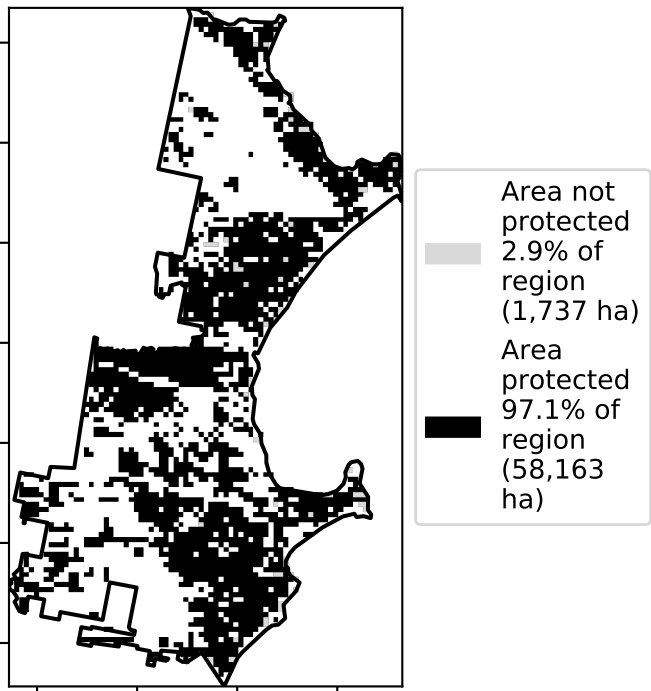 Area not
protected
2.9% of
region
(1,737 ha)
Area
protected
97.1% of
region
(58,163
ha)